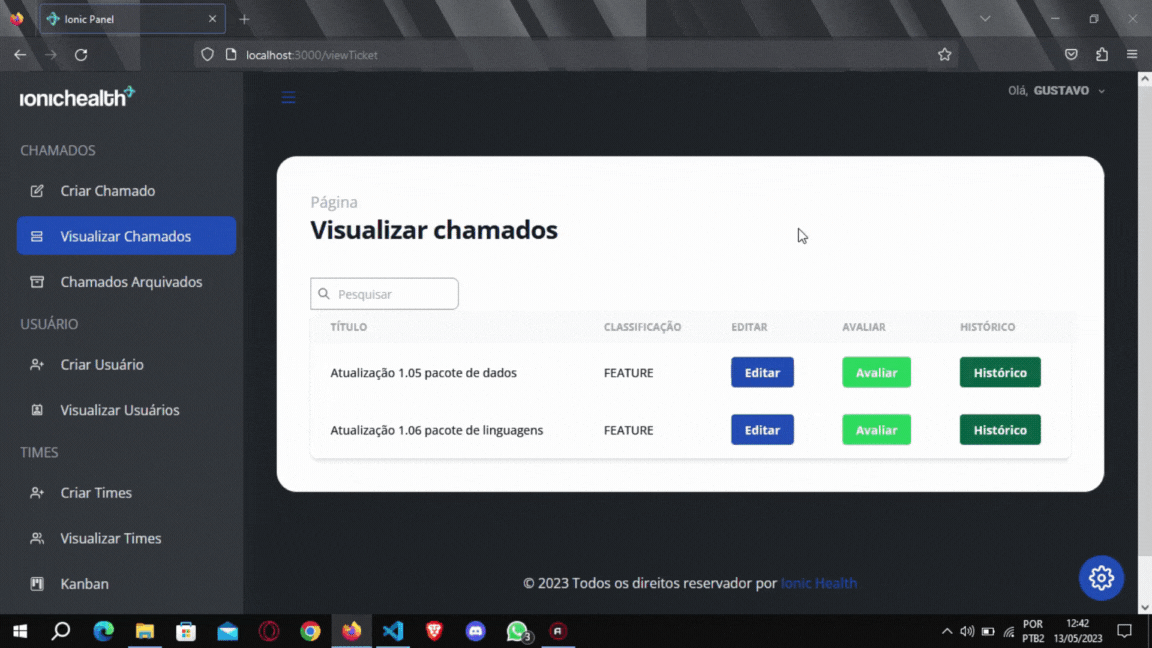 Ionic Panel
localhost:3000/viewTicket
ionichealth
Olá, GUSTAVO
CHAMADOS
Criar Chamado
Visualizar Chamados
Chamados Arquivados
USUÁRIO
Criar Usuário
Visualizar Usuários
TIMES
Criar Times
Visualizar Times
Kanban
Página
Visualizar chamados
Pesquisar
TÍTULO CLASSIFICAÇÃO EDITAR AVALIAR HISTÓRICO
Atualização 1.05 pacote de dados FEATURE Editar Avaliar Histórico
Atualização 1.06 pacote de linguagens FEATURE Editar Avaliar Histórico
© 2023 Todos os direitos reservador por Ionic Health
3
POR
PTB2
12:42
13/05/2023